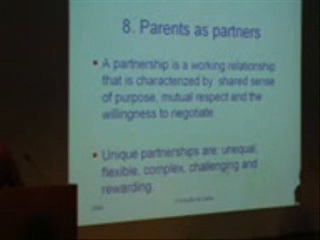 8. Parents as partners
• A partnership is a working relationship
that is characterized by shared sense
of purpose, mutual respect and the
willingness to negotiate
• Unique partnerships are: unequal,
flexible, complex, challenging and
rewarding.